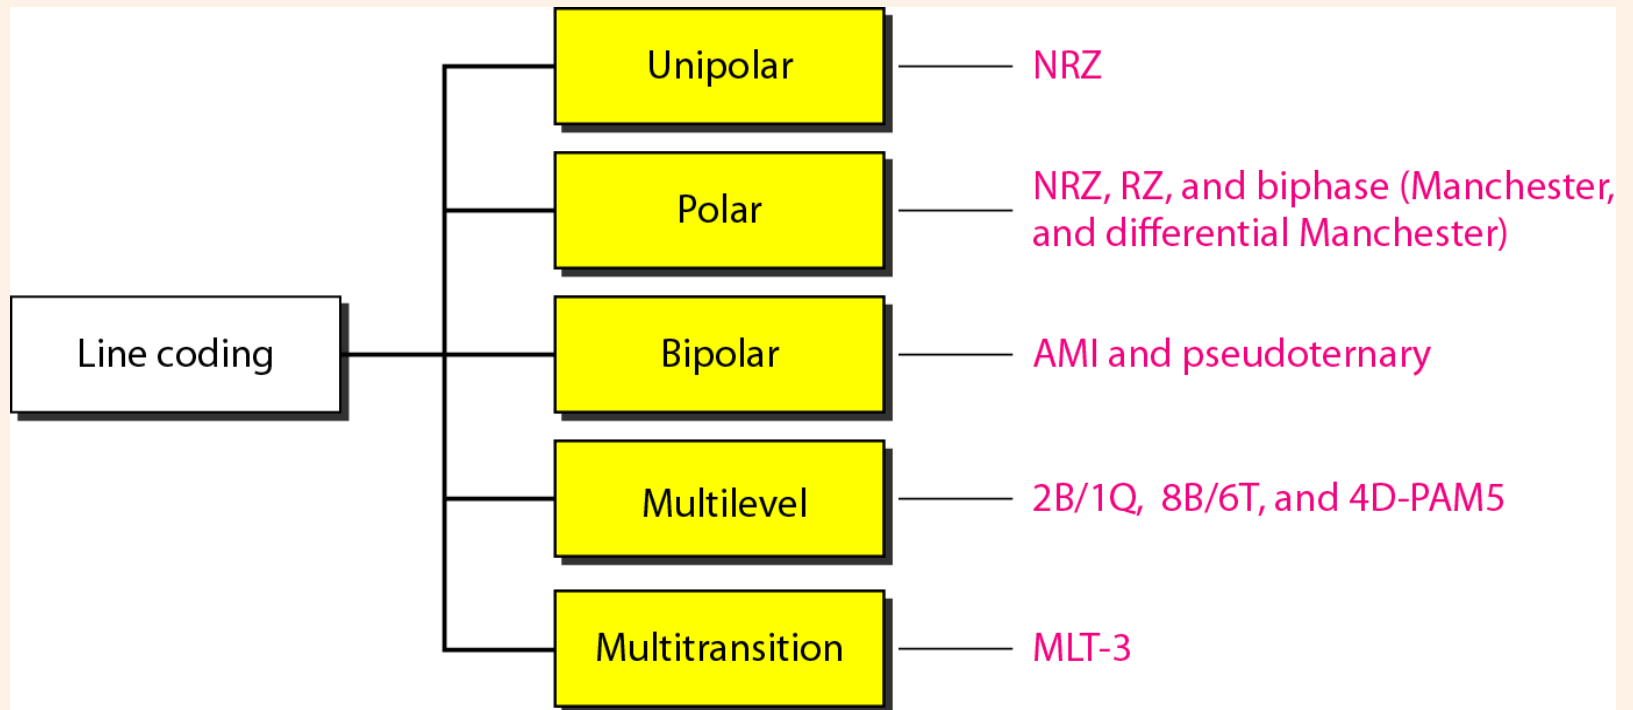 Unipolar
NRZ
Polar
NRZ, RZ, and biphase (Manchester,
and differential Manchester)
Line coding
Bipolar
AMI and pseudoternary
Multilevel
2B/1Q, 8B/6T, and 4D-PAM5
Multitransition
MLT-3